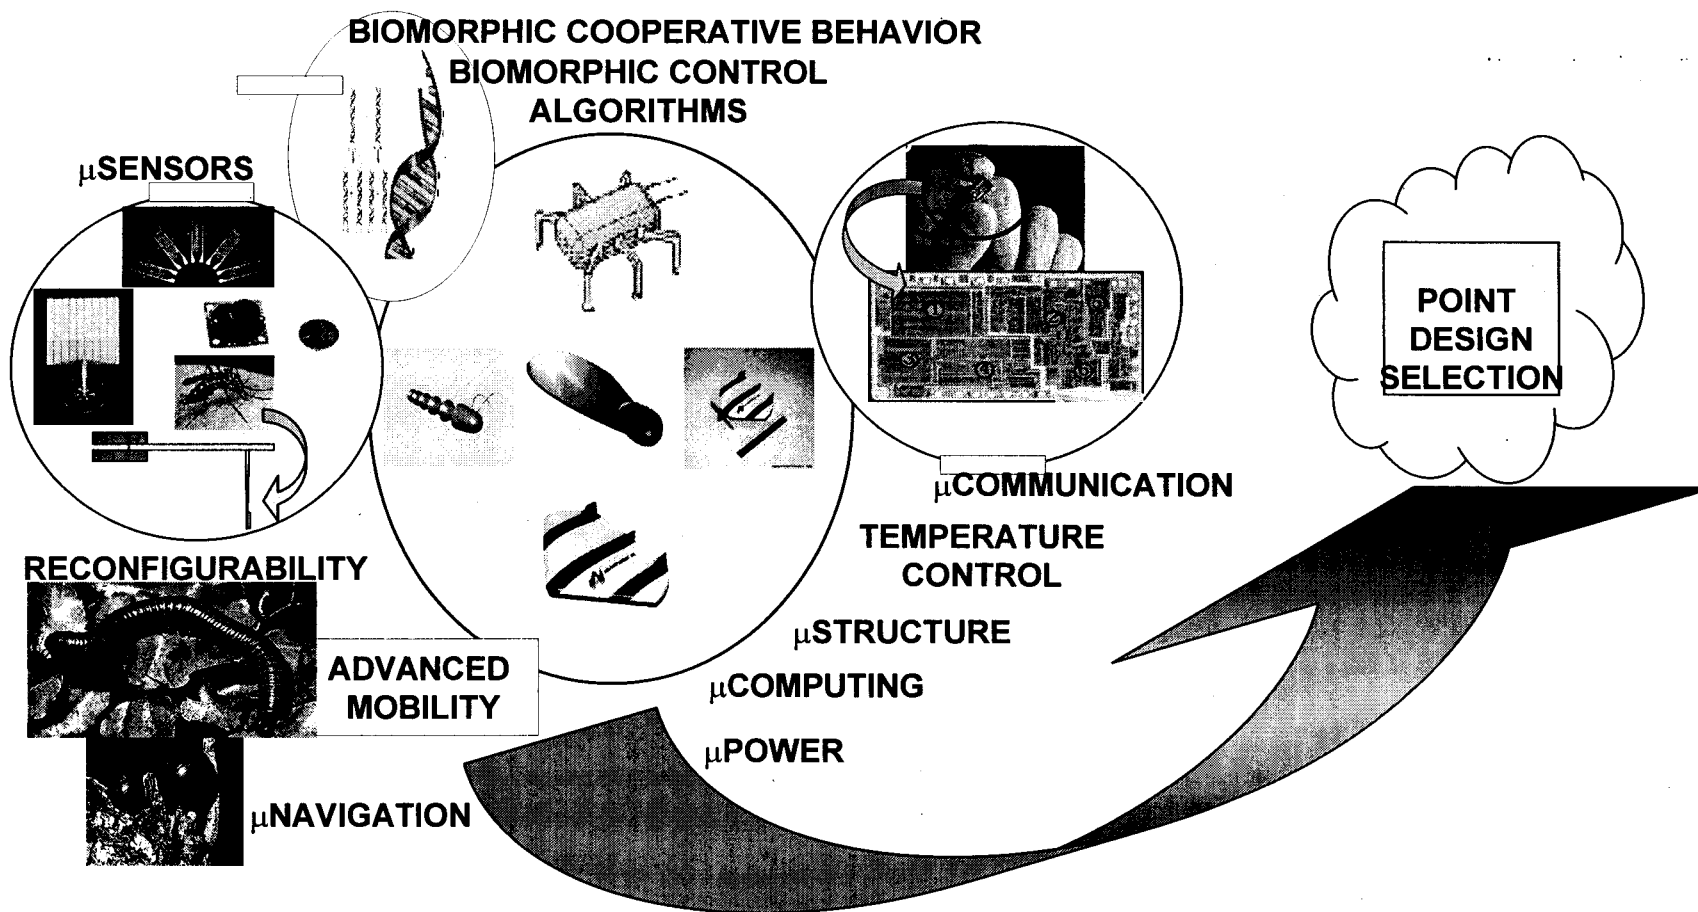 BIOMORPHIC COOPERATIVE BEHAVIOR
BIOMORPHIC CONTROL
ALGORITHMS
μSENSORS
POINT
DESIGN
SELECTION
μCOMMUNICATION
TEMPERATURE
CONTROL
RECONFIGURABILITY
μSTRUCTURE
ADVANCED
MOBILITY
μCOMPUTING
μPOWER
μNAVIGATION